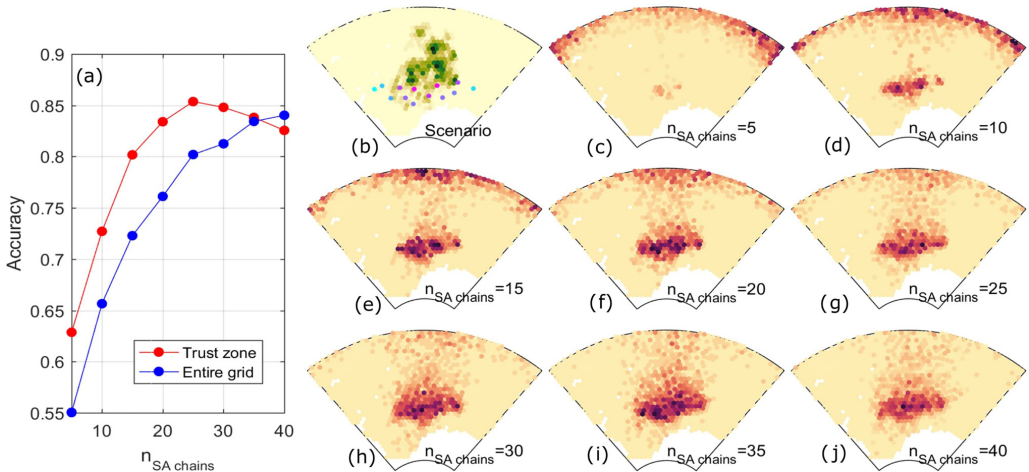 (a)
0.9
0.85
0.8
0.75
0.7
0.65
0.6
0.55
Accuracy
10 20 30 40
n_SA chains
Trust zone
Entire grid
Scenario
(b)
n_SA chains=5
(c)
n_SA chains=10
(d)
n_SA chains=15
(e)
n_SA chains=20
(f)
n_SA chains=25
(g)
n_SA chains=30
(h)
n_SA chains=35
(i)
n_SA chains=40
(j)